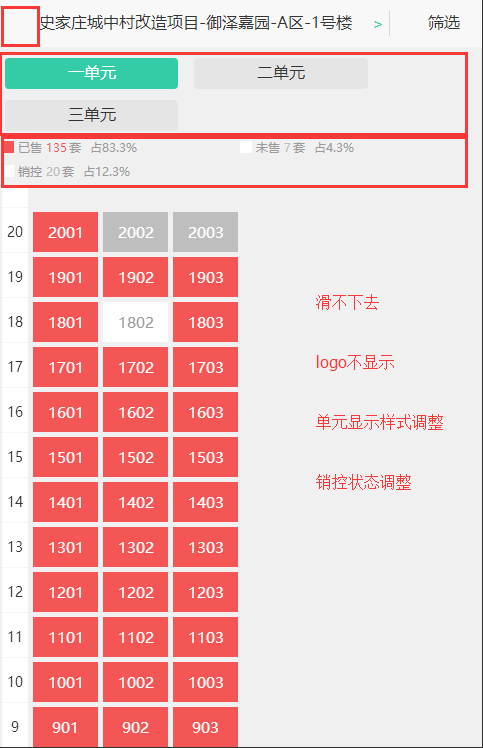 史家庄城中村改造项目-御泽嘉园-A区-1号楼 > 筛选
一单元 二单元
三单元
已售 135 套 占83.3% 未售 7 套 占4.3%
销控 20 套 占12.3%
20 2001 2002 2003
19 1901 1902 1903
滑不下去
18 1801 1802 1803
logo不显示
17 1701 1702 1703
16 1601 1602 1603
单元显示样式调整
15 1501 1502 1503
销控状态调整
14 1401 1402 1403
13 1301 1302 1303
12 1201 1202 1203
11 1101 1102 1103
10 1001 1002 1003
9 901 902 903